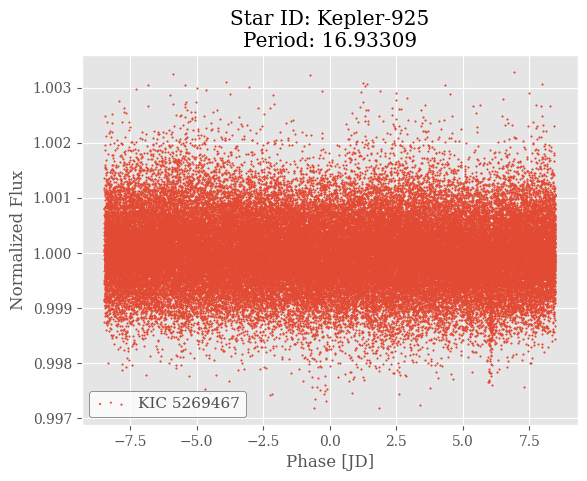 Star ID: Kepler-925
Period: 16.93309
Normalized Flux
1.003
1.002
1.001
1.000
0.999
0.998
0.997
KIC 5269467
−7.5 −5.0 −2.5 0.0 2.5 5.0 7.5
Phase [JD]